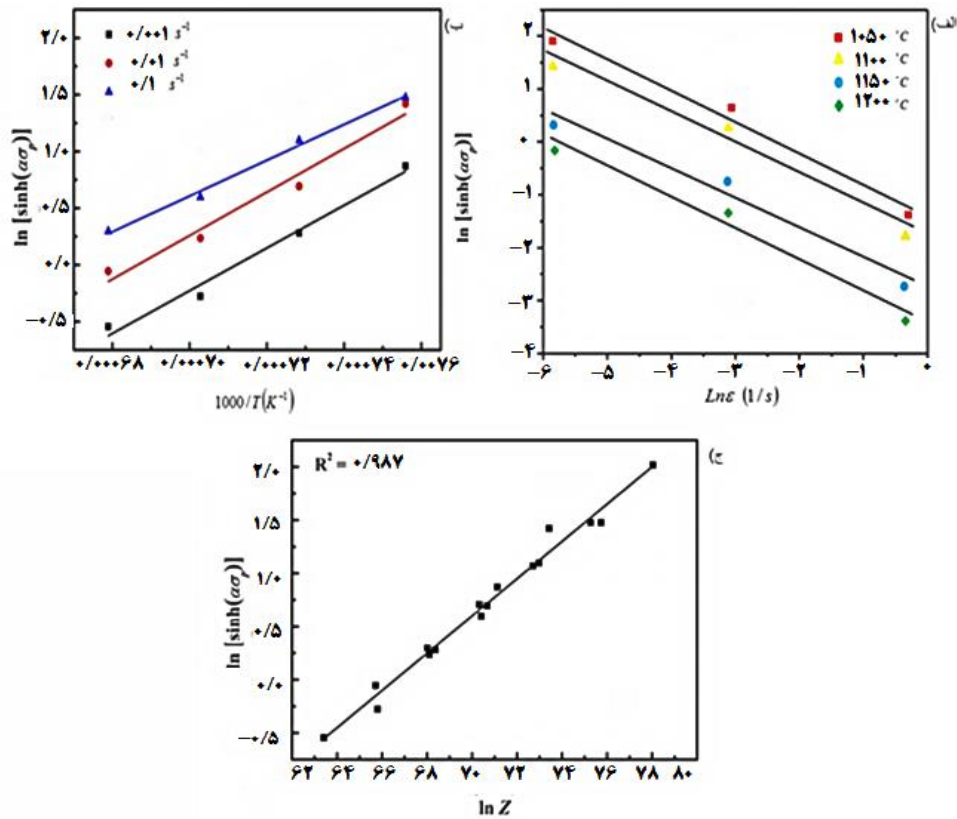 ۰/۰۰۱ s⁻¹
۰/۰۱ s⁻¹
۰/۱ s⁻¹
ln [sinh(ασₚ)]
۲/۰
۱/۵
۱/۰
۰/۵
۰/۰
−۰/۵
۰/۰۰۰۶۸ ۰/۰۰۰۷۰ ۰/۰۰۰۷۲ ۰/۰۰۰۷۴ ۰/۰۰۷۶
1000/T(K⁻¹)
۱۰۵۰ °C
۱۱۰۰ °C
۱۱۵۰ °C
۱۲۰۰ °C
ln [sinh(ασₚ)]
۲
۱
۰
−۱
−۲
−۳
−۴
−۶ −۵ −۴ −۳ −۲ −۱ ۰
Lnε (1/s)
ج)
R² = ۰/۹۸۷
ln [sinh(ασₚ)]
۲/۰
۱/۵
۱/۰
۰/۵
۰/۰
−۰/۵
۶۲ ۶۴ ۶۶ ۶۸ ۷۰ ۷۲ ۷۴ ۷۶ ۷۸ ۸۰
ln Z